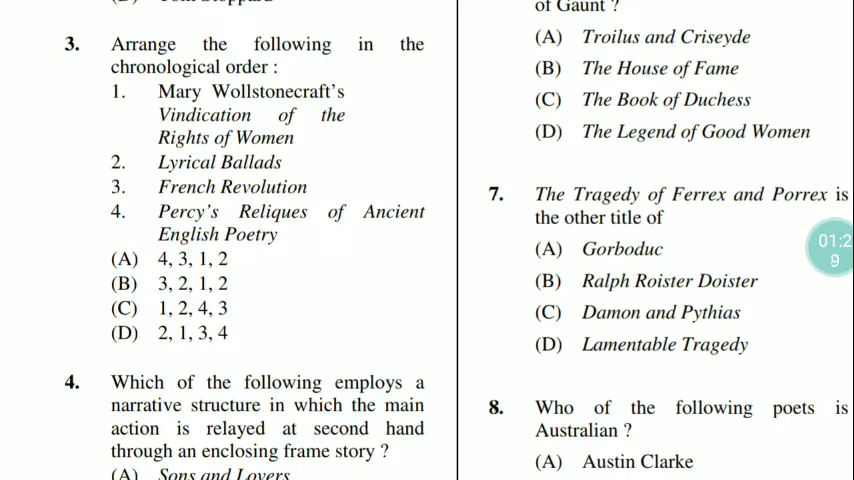 3. Arrange the following in the
chronological order :
1. Mary Wollstonecraft's
Vindication of the
Rights of Women
2. Lyrical Ballads
3. French Revolution
4. Percy's Reliques of Ancient
English Poetry
(A) 4, 3, 1, 2
(B) 3, 2, 1, 2
(C) 1, 2, 4, 3
(D) 2, 1, 3, 4
4. Which of the following employs a
narrative structure in which the main
action is relayed at second hand
through an enclosing frame story ?
(A) Sons and Lovers
of Gaunt ?
(A) Troilus and Criseyde
(B) The House of Fame
(C) The Book of Duchess
(D) The Legend of Good Women
7. The Tragedy of Ferrex and Porrex is
the other title of
(A) Gorboduc
(B) Ralph Roister Doister
(C) Damon and Pythias
(D) Lamentable Tragedy
8. Who of the following poets is
Australian ?
(A) Austin Clarke
01:2
9